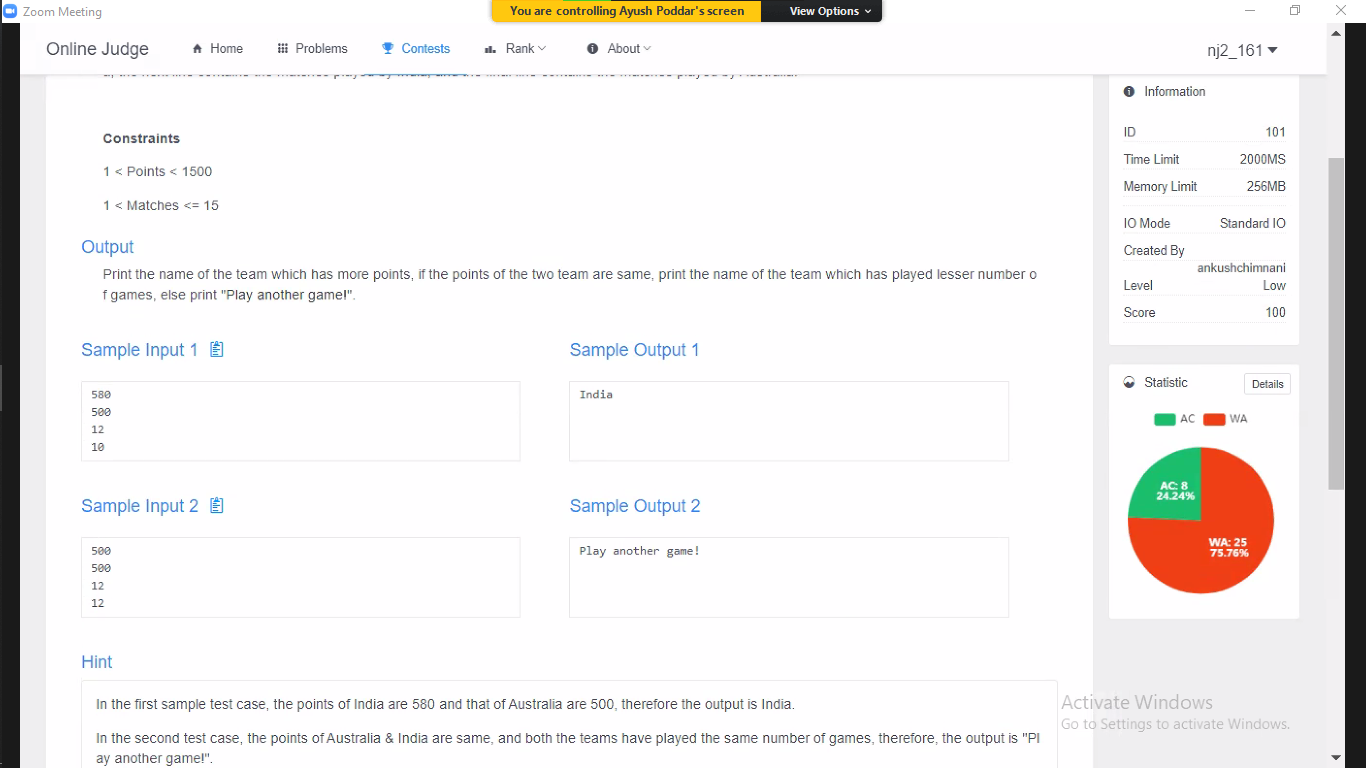 Zoom Meeting
You are controlling Ayush Poddar's screen View Options
Online Judge Home Problems Contests Rank About nj2_161
Constraints
1 < Points < 1500
1 < Matches <= 15
Output
Print the name of the team which has more points, if the points of the two team are same, print the name of the team which has played lesser number o
f games, else print "Play another game!".
Sample Input 1 Sample Output 1
580
500
12
10
India
Sample Input 2 Sample Output 2
500
500
12
12
Play another game!
Hint
In the first sample test case, the points of India are 580 and that of Australia are 500, therefore the output is India.
In the second test case, the points of Australia & India are same, and both the teams have played the same number of games, therefore, the output is "Pl
ay another game!".
Information
ID 101
Time Limit 2000MS
Memory Limit 256MB
IO Mode Standard IO
Created By
ankushchimnani
Level Low
Score 100
Statistic Details
AC WA
AC: 8
24.24%
WA: 25
75.76%
Activate Windows
Go to Settings to activate Windows.